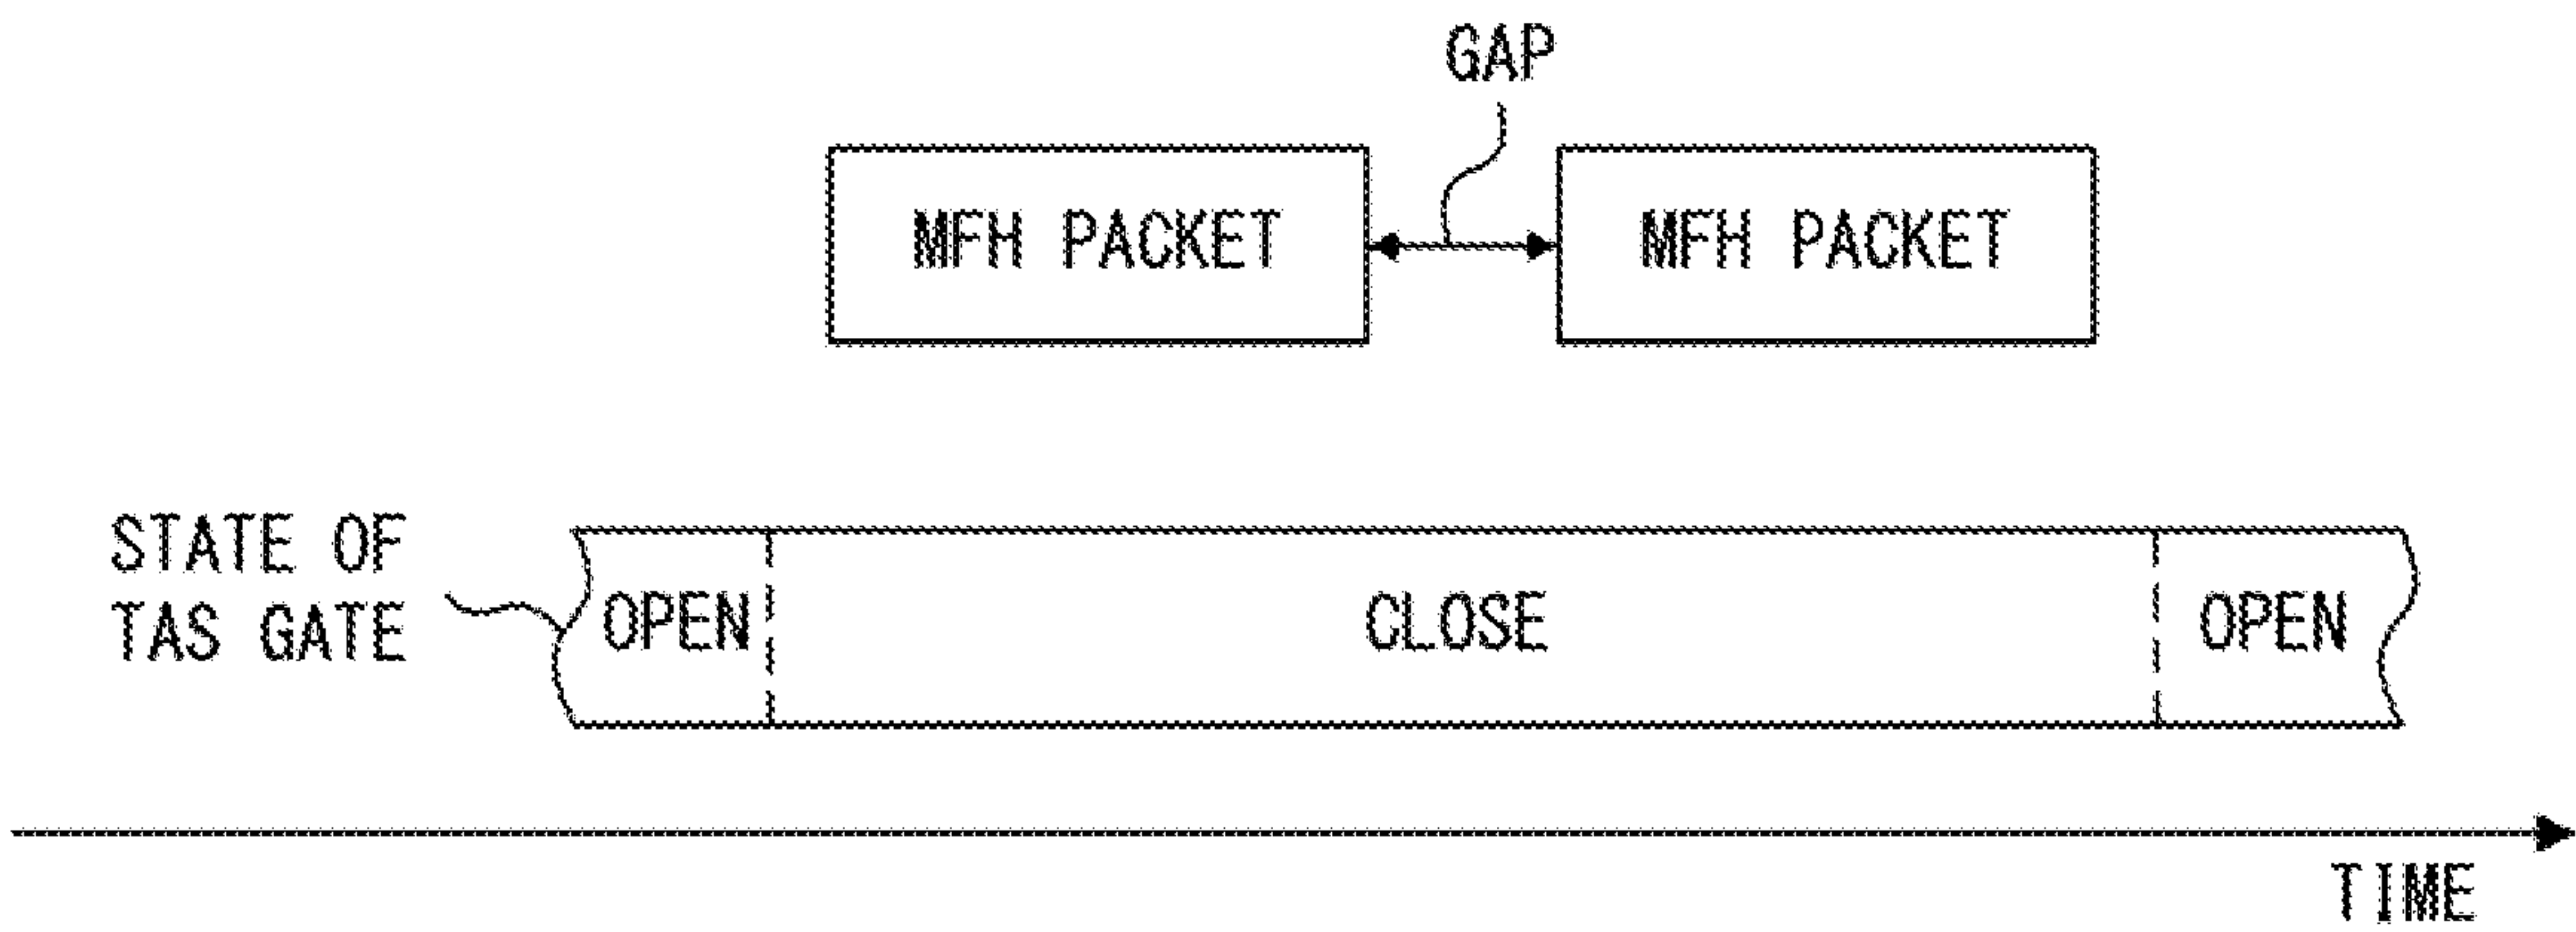 GAP
MFH PACKET
MFH PACKET
STATE OF
TAS GATE
OPEN
CLOSE
OPEN
TIME